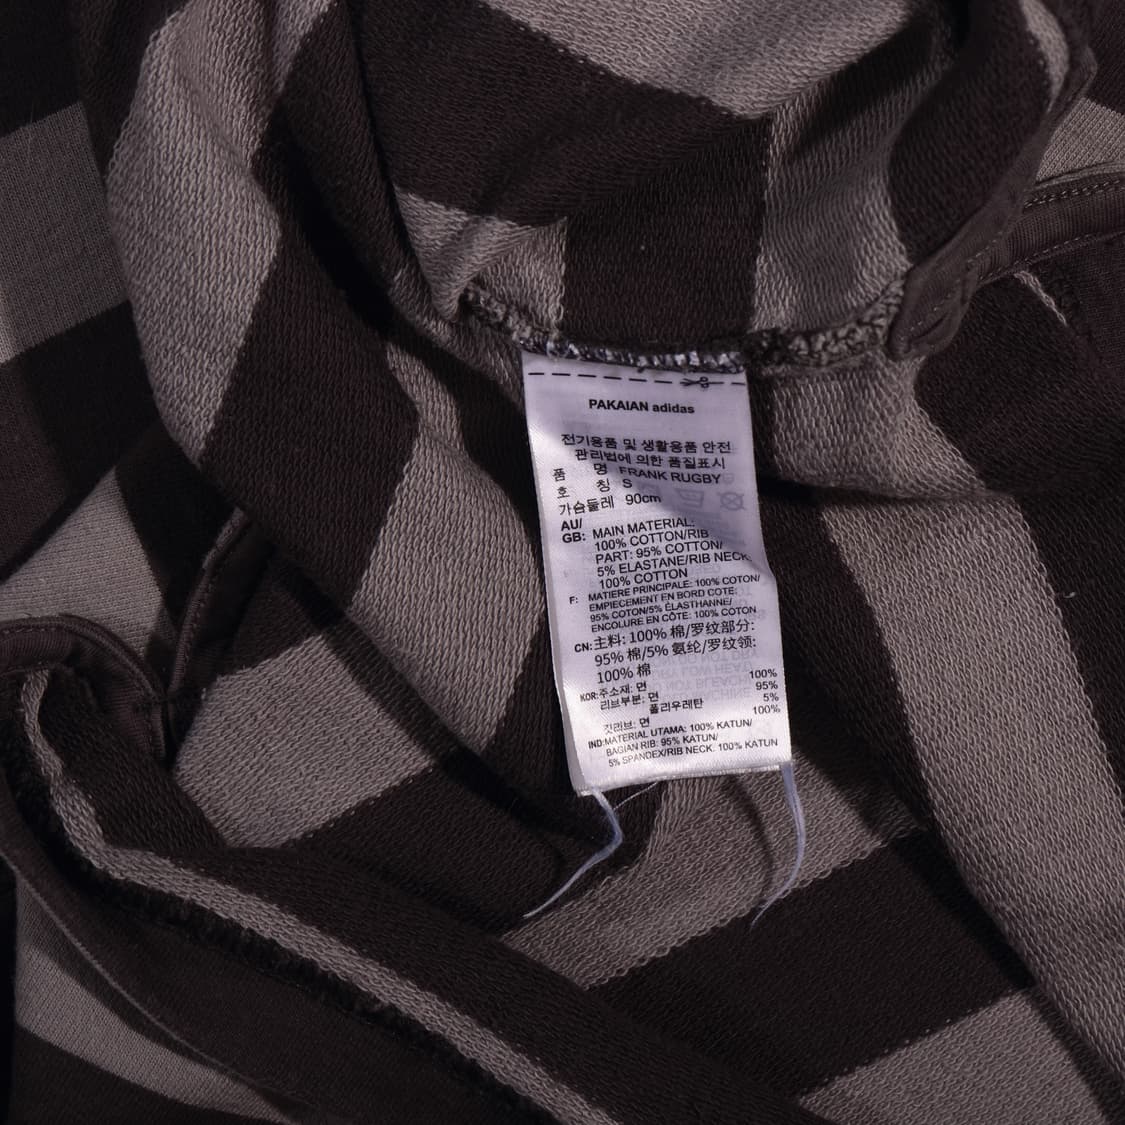 PAKAIAN adidas
전기용품 및 생활용품 안전
관리법에 의한 품질표시
품 명 FRANK RUGBY
호 칭 S
가슴둘레 90cm
AU/
GB: MAIN MATERIAL:
100% COTTON/RIB
PART: 95% COTTON/
5% ELASTANE/RIB NECK:
100% COTTON
F: MATIERE PRINCIPALE: 100% COTON/
EMPIECEMENT EN BORD COTE:
95% COTON/5% ÉLASTHANNE/
ENCOLURE EN CÔTE: 100% COTON
CN: 主料: 100% 棉/罗纹部分:
95% 棉/5% 氨纶/罗纹领:
100% 棉
KOR: 주소재: 면 100%
리브부분: 면 95%
폴리우레탄 5%
깃리브: 면 100%
IND: MATERIAL UTAMA: 100% KATUN/
BAGIAN RIB: 95% KATUN/
5% SPANDEX/RIB NECK: 100% KATUN